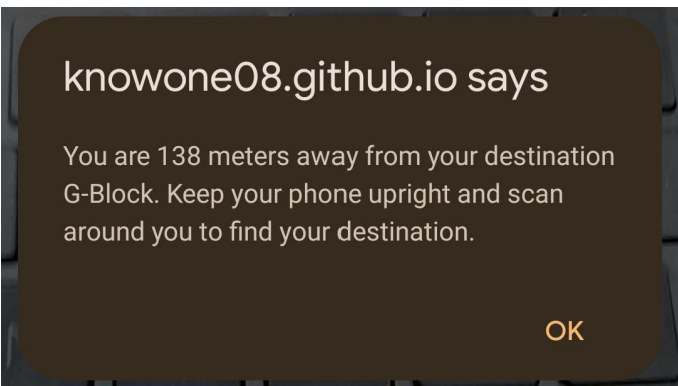 knowone08.github.io says
You are 138 meters away from your destination
G-Block. Keep your phone upright and scan
around you to find your destination.
OK